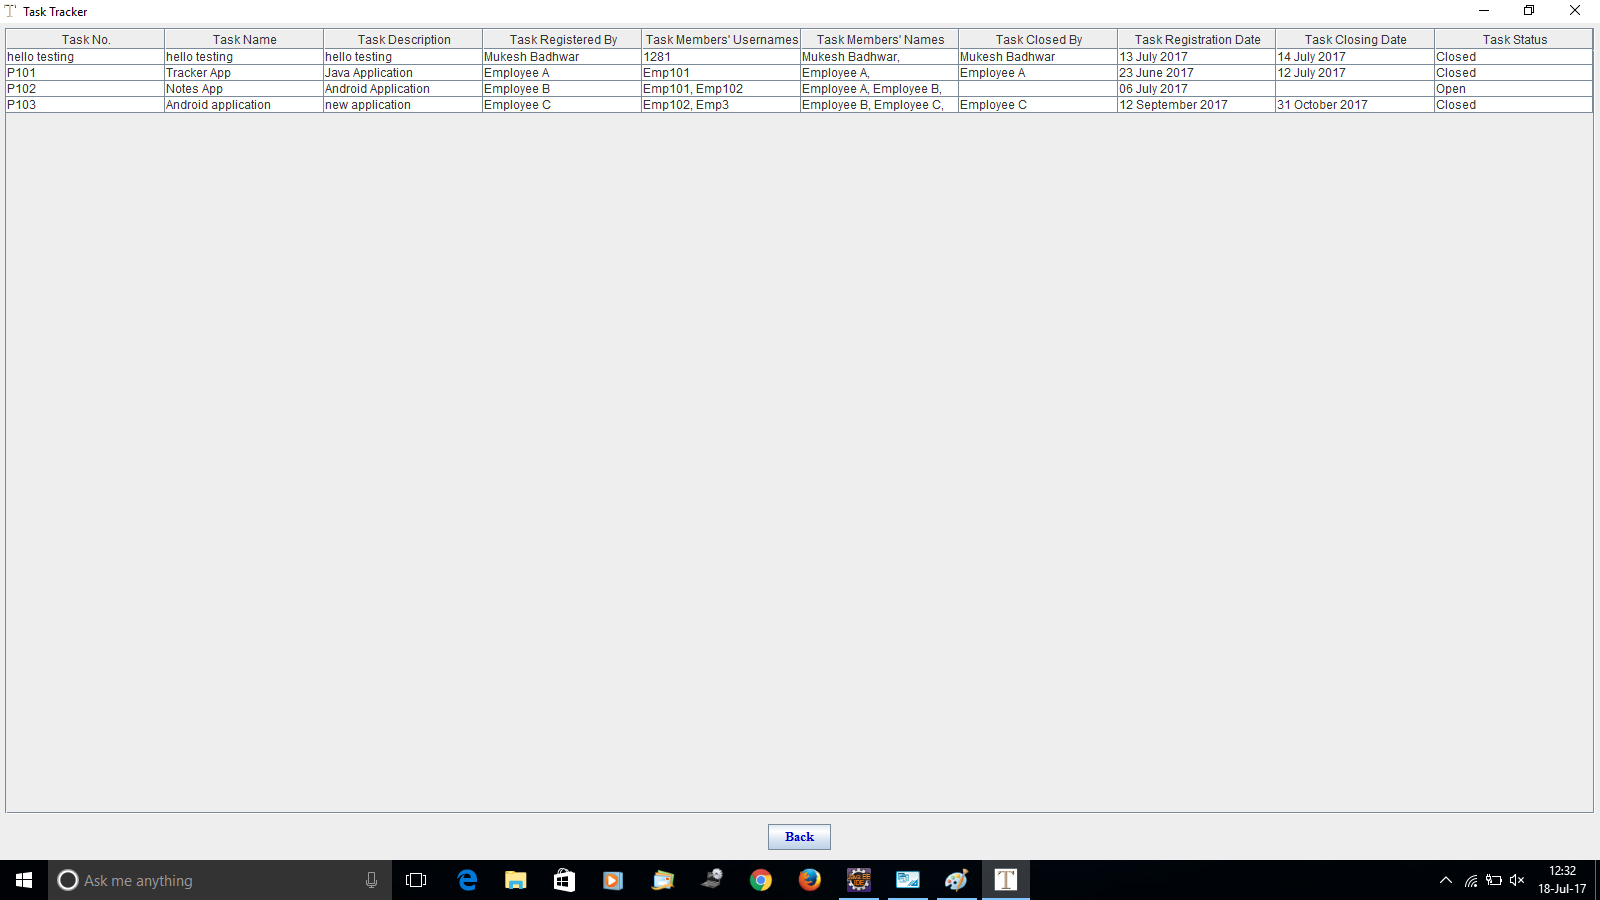 T Task Tracker
Task No. Task Name Task Description Task Registered By Task Members' Usernames Task Members' Names Task Closed By Task Registration Date Task Closing Date Task Status
hello testing hello testing hello testing Mukesh Badhwar 1281 Mukesh Badhwar, Mukesh Badhwar 13 July 2017 14 July 2017 Closed
P101 Tracker App Java Application Employee A Emp101 Employee A, Employee A 23 June 2017 12 July 2017 Closed
P102 Notes App Android Application Employee B Emp101, Emp102 Employee A, Employee B, 06 July 2017 Open
P103 Android application new application Employee C Emp102, Emp3 Employee B, Employee C, Employee C 12 September 2017 31 October 2017 Closed
Back
Ask me anything
T
12:32
18-Jul-17